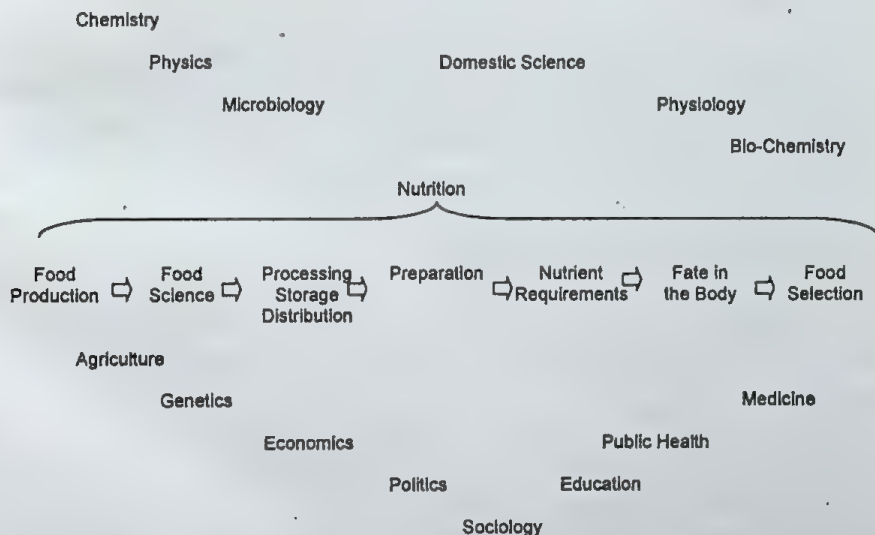 Chemistry
Physics
Domestic Science
Microbiology
Physiology
Bio-Chemistry
Nutrition
Food Production
Food Science
Processing Storage Distribution
Preparation
Nutrient Requirements
Fate in the Body
Food Selection
Agriculture
Genetics
Medicine
Economics
Public Health
Politics
Education
Sociology